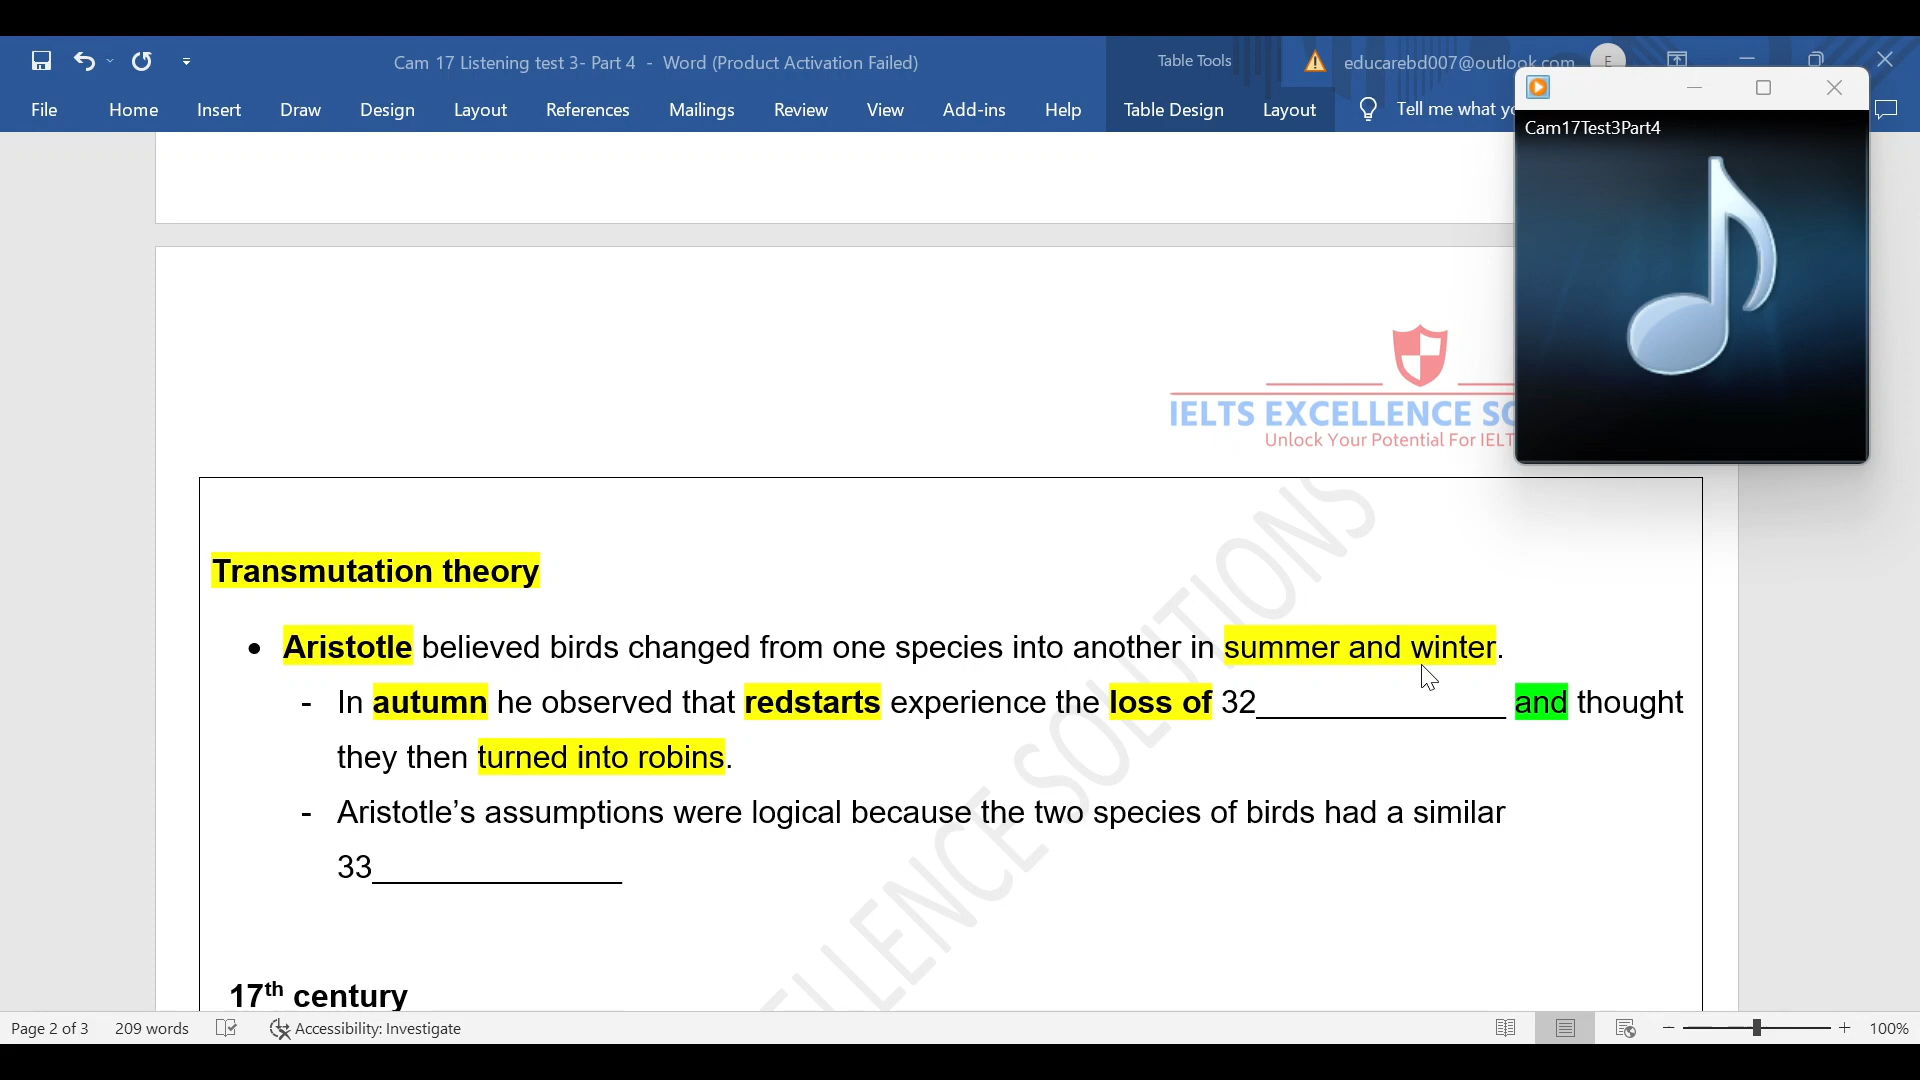 Cam 17 Listening test 3- Part 4 - Word (Product Activation Failed)
Table Tools
educarebd007@outlook.com
E
File Home Insert Draw Design Layout References Mailings Review View Add-ins Help Table Design Layout Tell me what
Cam17Test3Part4
IELTS EXCELLENCE
Unlock Your Potential For
Transmutation theory
• Aristotle believed birds changed from one species into another in summer and winter.
- In autumn he observed that redstarts experience the loss of 32______________ and thought
they then turned into robins.
- Aristotle’s assumptions were logical because the two species of birds had a similar
33______________
17th century
SOLUTIONS
Page 2 of 3 209 words Accessibility: Investigate 100%